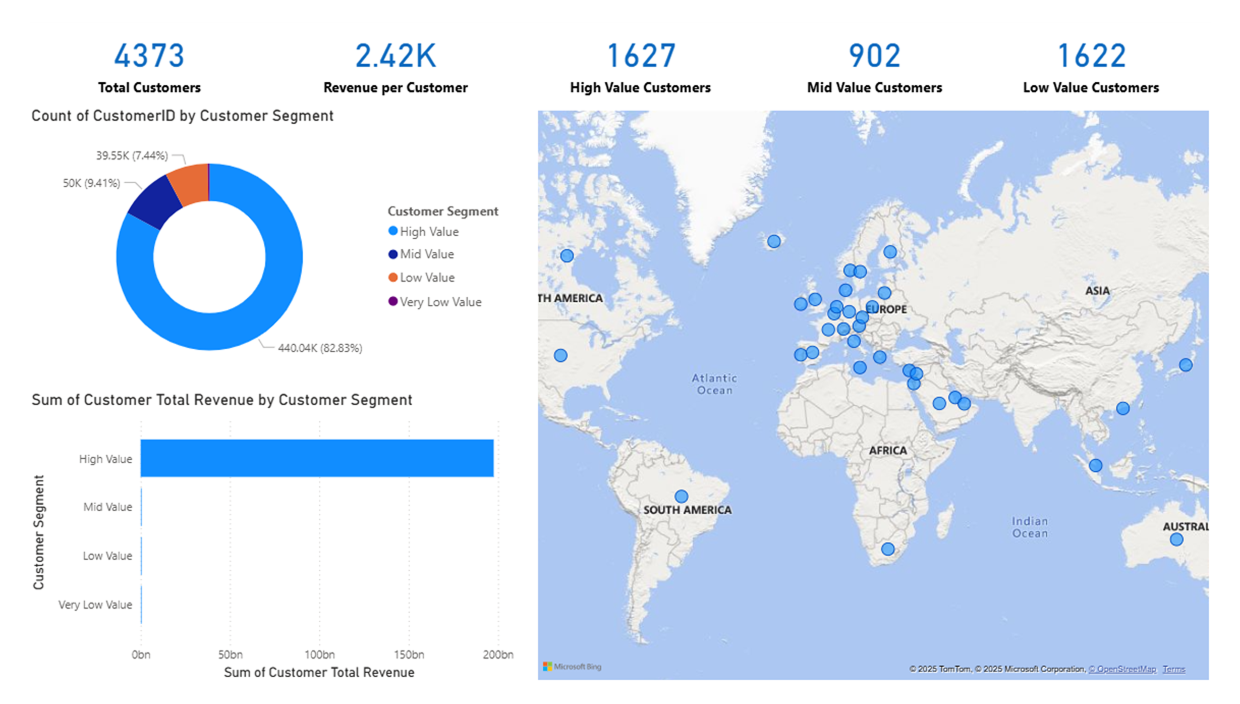 4373
Total Customers
2.42K
Revenue per Customer
1627
High Value Customers
902
Mid Value Customers
1622
Low Value Customers
Count of CustomerID by Customer Segment
39.55K (7.44%)
50K (9.41%)
440.04K (82.83%)
Customer Segment
High Value
Mid Value
Low Value
Very Low Value
Sum of Customer Total Revenue by Customer Segment
Customer Segment
High Value
Mid Value
Low Value
Very Low Value
0bn 50bn 100bn 150bn 200bn
Sum of Customer Total Revenue
TH AMERICA
EUROPE
ASIA
Atlantic
Ocean
AFRICA
SOUTH AMERICA
Indian
Ocean
AUSTRAL
Microsoft Bing
© 2025 TomTom, © 2025 Microsoft Corporation, © OpenStreetMap Terms